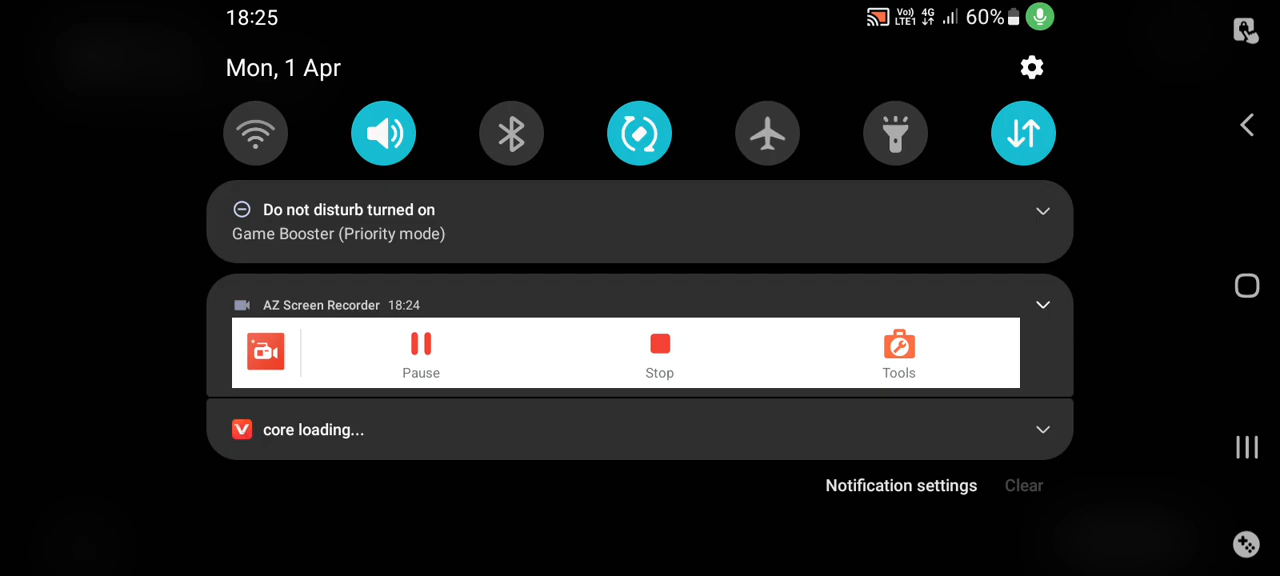 18:25
Vo) 4G 60%
LTE1
Mon, 1 Apr
Do not disturb turned on
Game Booster (Priority mode)
AZ Screen Recorder 18:24
Pause Stop Tools
core loading...
Notification settings Clear